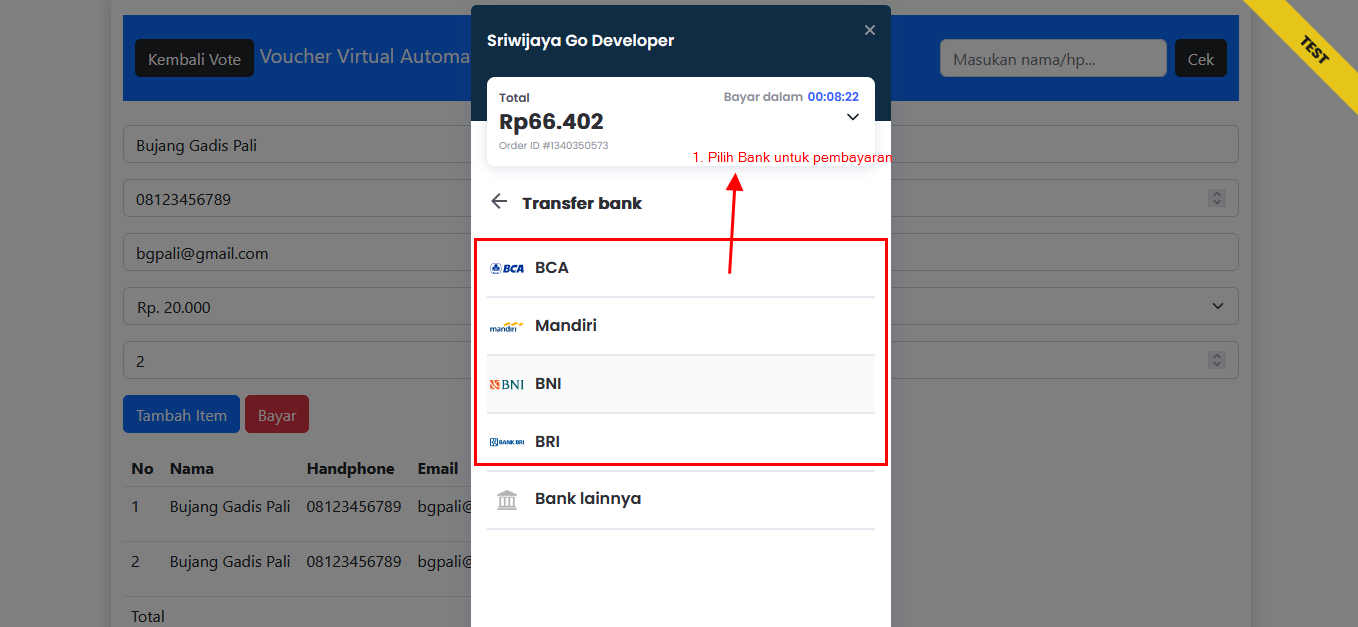 Kembali Vote
Voucher Virtual Automa
Masukan nama/hp...
Cek
TEST
Bujang Gadis Pali
08123456789
bgpali@gmail.com
Rp. 20.000
2
Tambah Item
Bayar
No Nama Handphone Email
1 Bujang Gadis Pali 08123456789 bgpali@
2 Bujang Gadis Pali 08123456789 bgpali@
Total
Sriwijaya Go Developer
×
Total
Bayar dalam 00:08:22
Rp66.402
Order ID #1340350573
1. Pilih Bank untuk pembayaran
Transfer bank
BCA BCA
mandiri Mandiri
BNI BNI
BANK BRI BRI
Bank lainnya